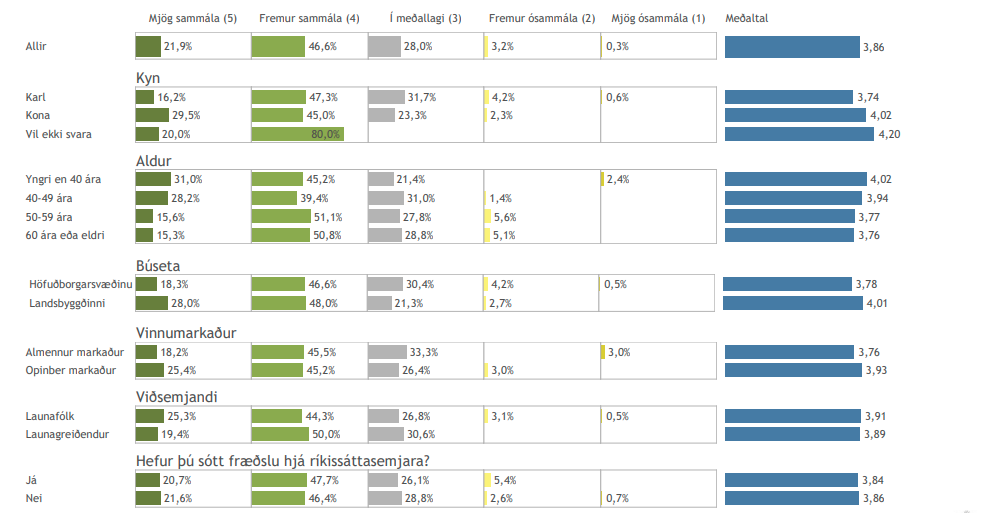 Mjög sammála (5) Fremur sammála (4) Í meðallagi (3) Fremur ósammála (2) Mjög ósammála (1) Meðaltal
Allir 21,9% 46,6% 28,0% 3,2% 0,3% 3,86
Kyn
Karl 16,2% 47,3% 31,7% 4,2% 0,6% 3,74
Kona 29,5% 45,0% 23,3% 2,3% 4,02
Vil ekki svara 20,0% 80,0% 4,20
Aldur
Yngri en 40 ára 31,0% 45,2% 21,4% 2,4% 4,02
40-49 ára 28,2% 39,4% 31,0% 1,4% 3,94
50-59 ára 15,6% 51,1% 27,8% 5,6% 3,77
60 ára eða eldri 15,3% 50,8% 28,8% 5,1% 3,76
Búseta
Höfuðborgarsvæðinu 18,3% 46,6% 30,4% 4,2% 0,5% 3,78
Landsbyggðinni 28,0% 48,0% 21,3% 2,7% 4,01
Vinnumarkaður
Almennur markaður 18,2% 45,5% 33,3% 3,0% 3,76
Opinber markaður 25,4% 45,2% 26,4% 3,0% 3,93
Viðsemjandi
Launafólk 25,3% 44,3% 26,8% 3,1% 0,5% 3,91
Launagreiðendur 19,4% 50,0% 30,6% 3,89
Hefur þú sótt fræðslu hjá ríkissáttasemjara?
Já 20,7% 47,7% 26,1% 5,4% 3,84
Nei 21,6% 46,4% 28,8% 2,6% 0,7% 3,86